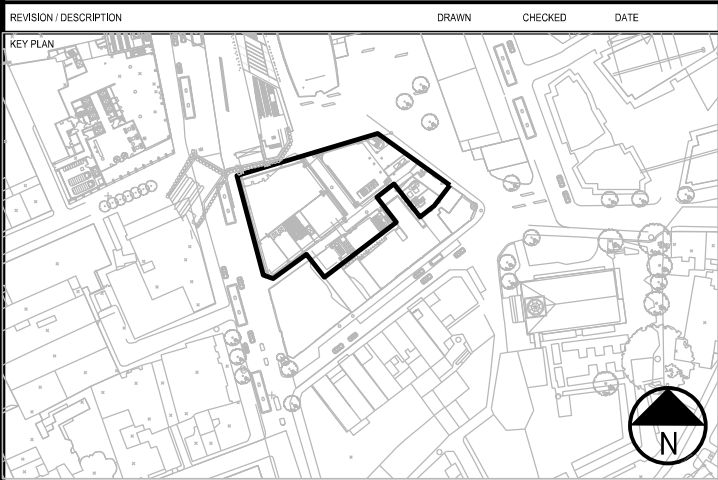 REVISION / DESCRIPTION DRAWN CHECKED DATE
KEY PLAN
N